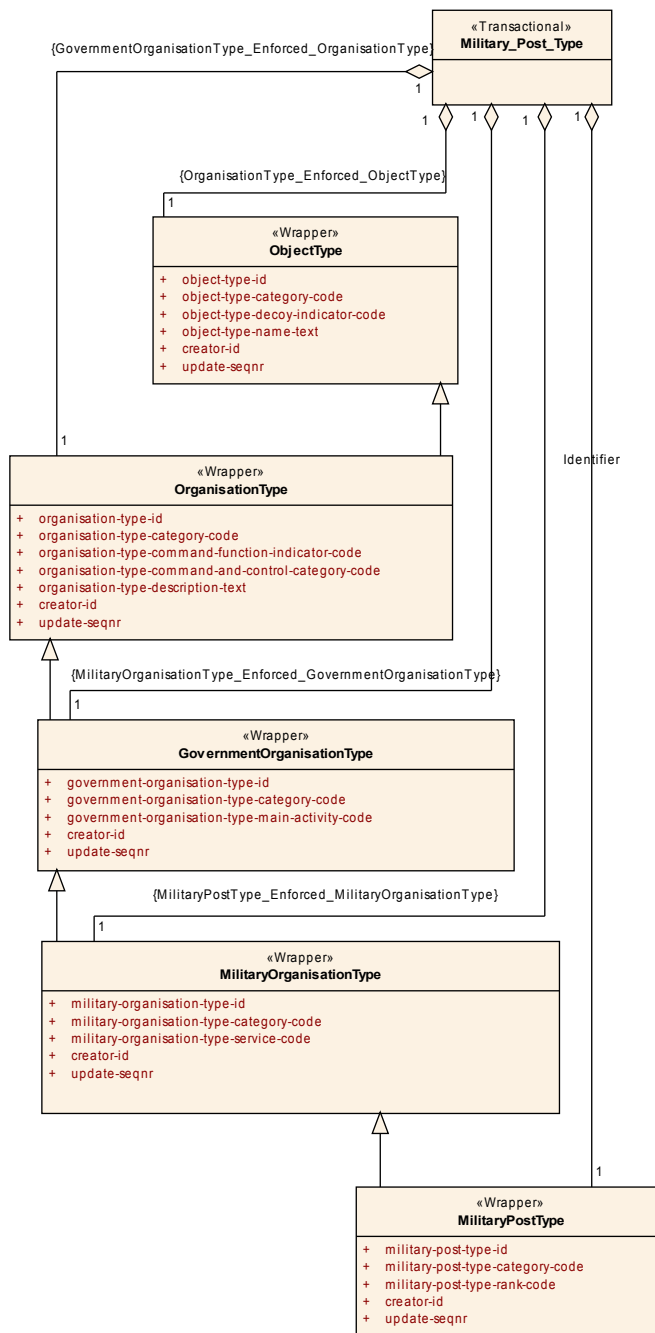 «Transactional»
Military_Post_Type
{GovernmentOrganisationType_Enforced_OrganisationType}
1
1
1
1
1
{OrganisationType_Enforced_ObjectType}
1
«Wrapper»
ObjectType
+ object-type-id
+ object-type-category-code
+ object-type-decoy-indicator-code
+ object-type-name-text
+ creator-id
+ update-seqnr
1
Identifier
«Wrapper»
OrganisationType
+ organisation-type-id
+ organisation-type-category-code
+ organisation-type-command-function-indicator-code
+ organisation-type-command-and-control-category-code
+ organisation-type-description-text
+ creator-id
+ update-seqnr
{MilitaryOrganisationType_Enforced_GovernmentOrganisationType}
1
«Wrapper»
GovernmentOrganisationType
+ government-organisation-type-id
+ government-organisation-type-category-code
+ government-organisation-type-main-activity-code
+ creator-id
+ update-seqnr
{MilitaryPostType_Enforced_MilitaryOrganisationType}
1
«Wrapper»
MilitaryOrganisationType
+ military-organisation-type-id
+ military-organisation-type-category-code
+ military-organisation-type-service-code
+ creator-id
+ update-seqnr
1
«Wrapper»
MilitaryPostType
+ military-post-type-id
+ military-post-type-category-code
+ military-post-type-rank-code
+ creator-id
+ update-seqnr